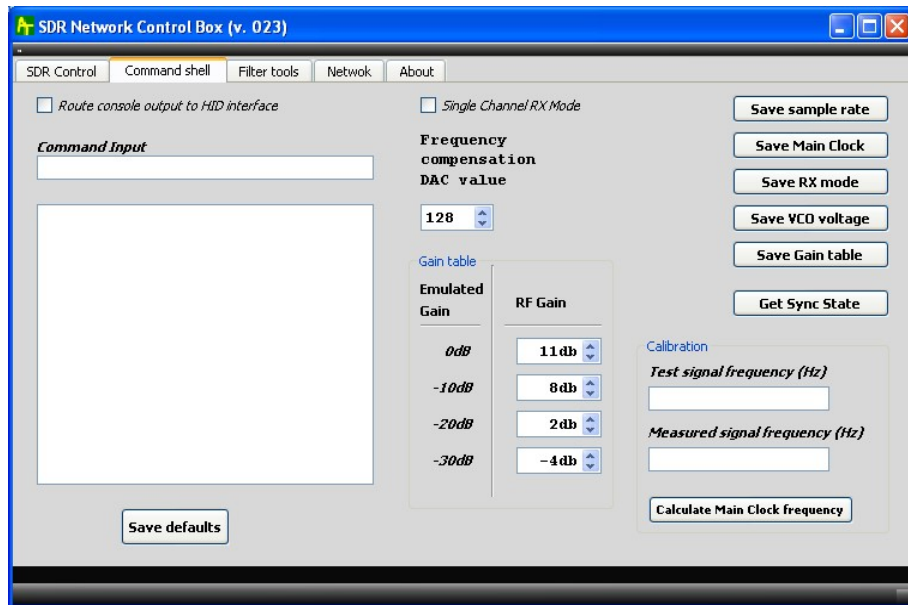 SDR Network Control Box (v. 023)
SDR Control
Command shell
Filter tools
Netwok
About
Route console output to HID interface
Command Input
Save defaults
Single Channel RX Mode
Frequency
compensation
DAC value
128
Gain table
Emulated
Gain
RF Gain
0dB
11db
-10dB
8db
-20dB
2db
-30dB
-4db
Save sample rate
Save Main Clock
Save RX mode
Save VCO voltage
Save Gain table
Get Sync State
Calibration
Test signal frequency (Hz)
Measured signal frequency (Hz)
Calculate Main Clock frequency